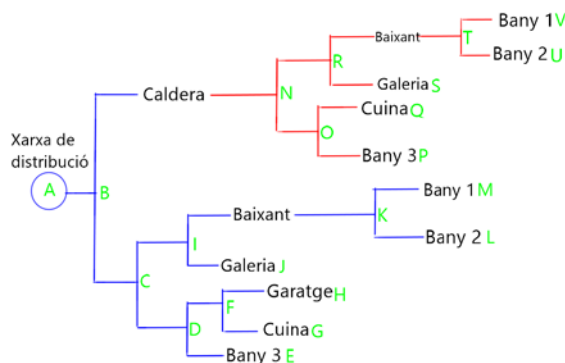 Bany 1 V
Baixant T
Bany 2 U
R
Galeria S
Caldera N
Cuina Q
O
Bany 3 P
Xarxa de
distribució
A B
Bany 1 M
Baixant K
Bany 2 L
I
Galeria J
C
Garatge H
F
D
Cuina G
Bany 3 E